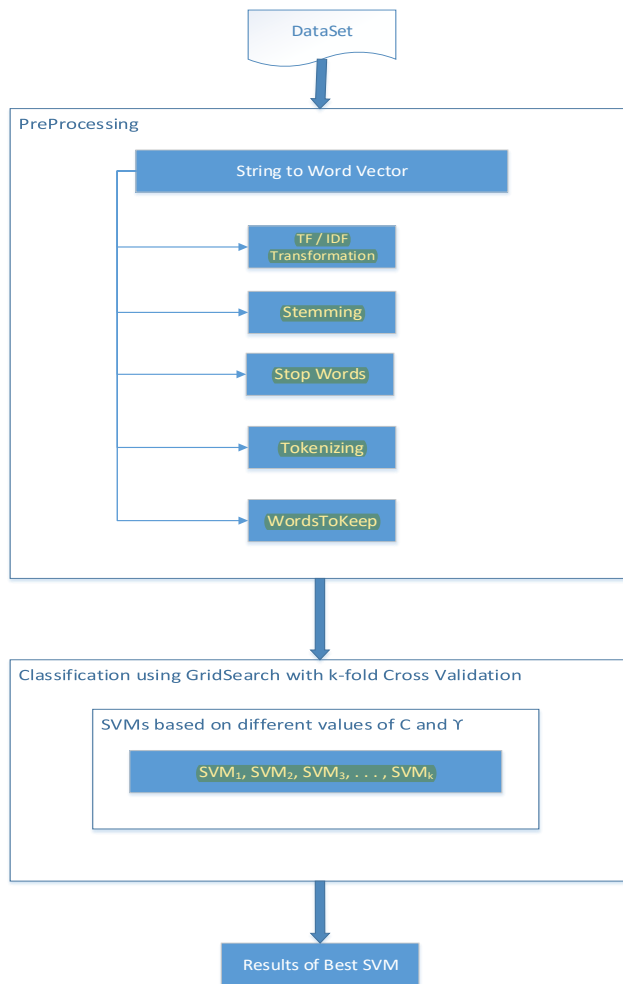 DataSet
PreProcessing
String to Word Vector
TF / IDF
Transformation
Stemming
Stop Words
Tokenizing
WordsToKeep
Classification using GridSearch with k-fold Cross Validation
SVMs based on different values of C and ϒ
SVM₁, SVM₂, SVM₃, . . . , SVMₖ
Results of Best SVM